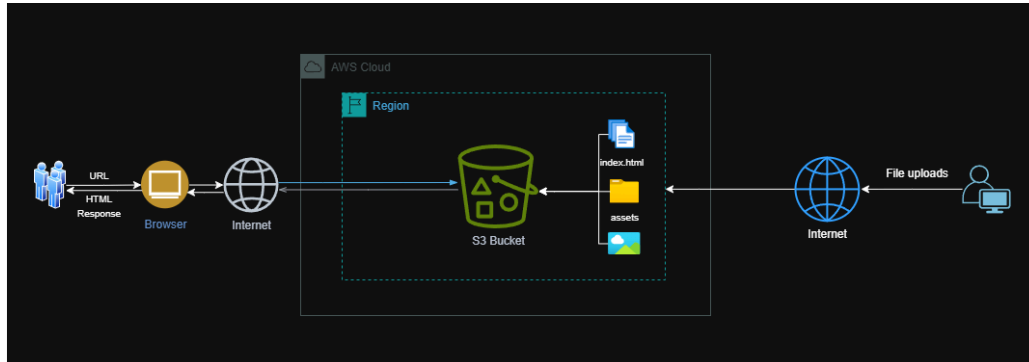 AWS Cloud
Region
index.html
URL
File uploads
HTML
Response
assets
Browser
Internet
Internet
S3 Bucket